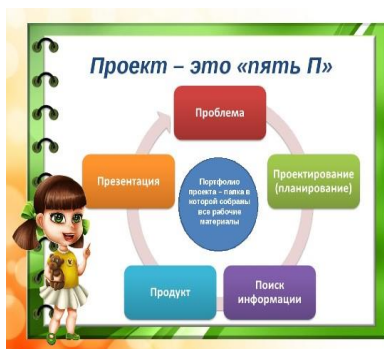 Проект – это «пять П»
Проблема
Проектирование
(планирование)
Поиск
информации
Продукт
Презентация
Портфолио
проекта – папка в
которой собраны
все рабочие
материалы